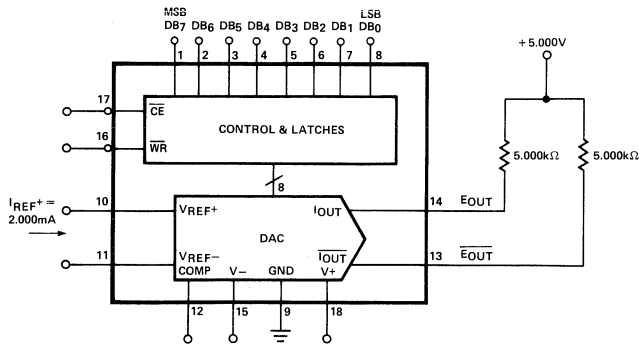 MSB LSB
DB7 DB6 DB5 DB4 DB3 DB2 DB1 DB0
1 2 3 4 5 6 7 8
+5.000V
17 CE
16 WR
CONTROL & LATCHES
5.000kΩ 5.000kΩ
8
IREF+ =
2.000mA
10 VREF+ IOUT 14 EOUT
DAC
11 VREF− IOUT 13 EOUT
COMP V− GND V+
12 15 9 18